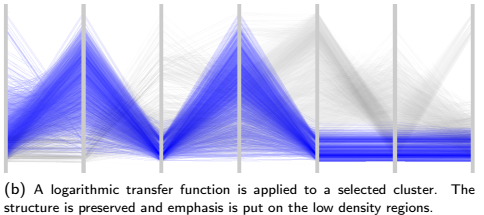 (b) A logarithmic transfer function is applied to a selected cluster. The
structure is preserved and emphasis is put on the low density regions.